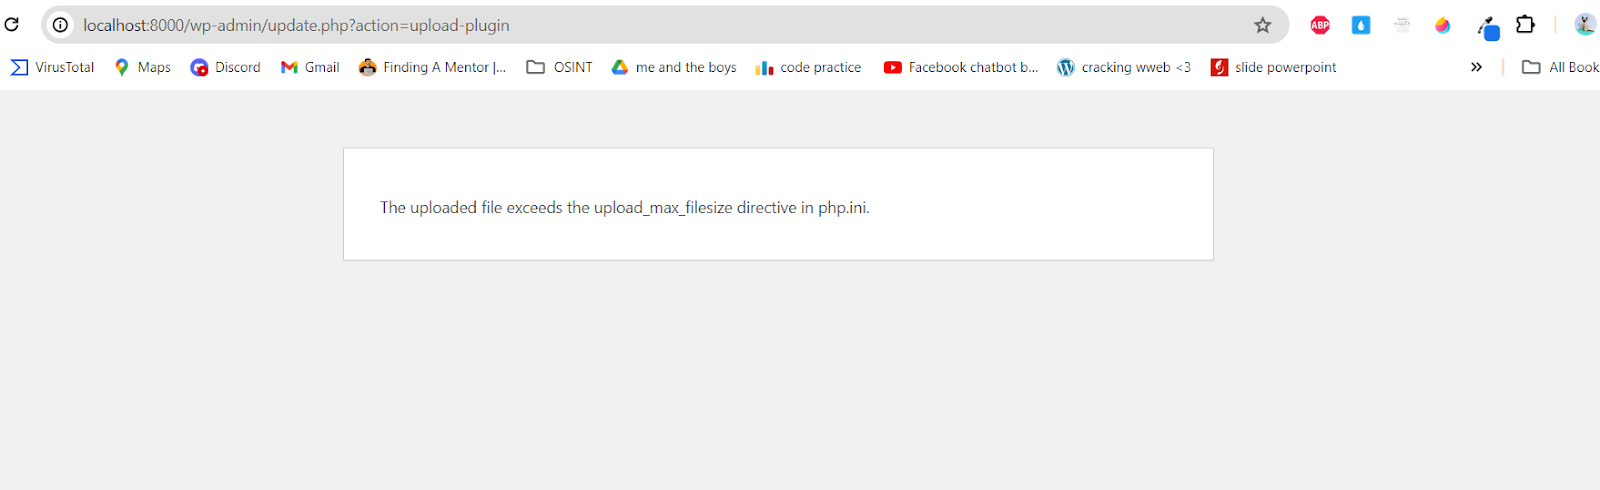 localhost:8000/wp-admin/update.php?action=upload-plugin
ABP
VirusTotal Maps Discord Gmail Finding A Mentor |... OSINT me and the boys code practice Facebook chatbot b... cracking wweb <3 slide powerpoint » All Book
The uploaded file exceeds the upload_max_filesize directive in php.ini.